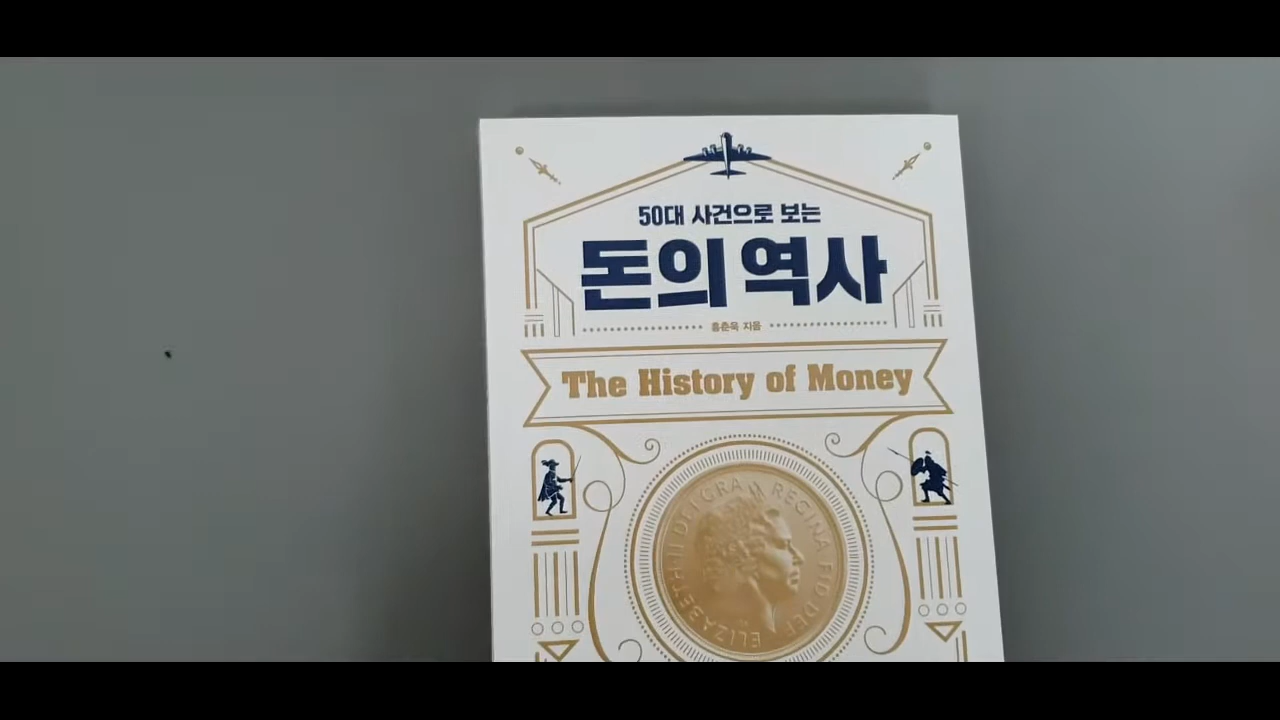 50대 사건으로 보는
돈의 역사
홍춘욱 지음
The History of Money
ELIZABETH·II DEI GRA REGINA FID DEF